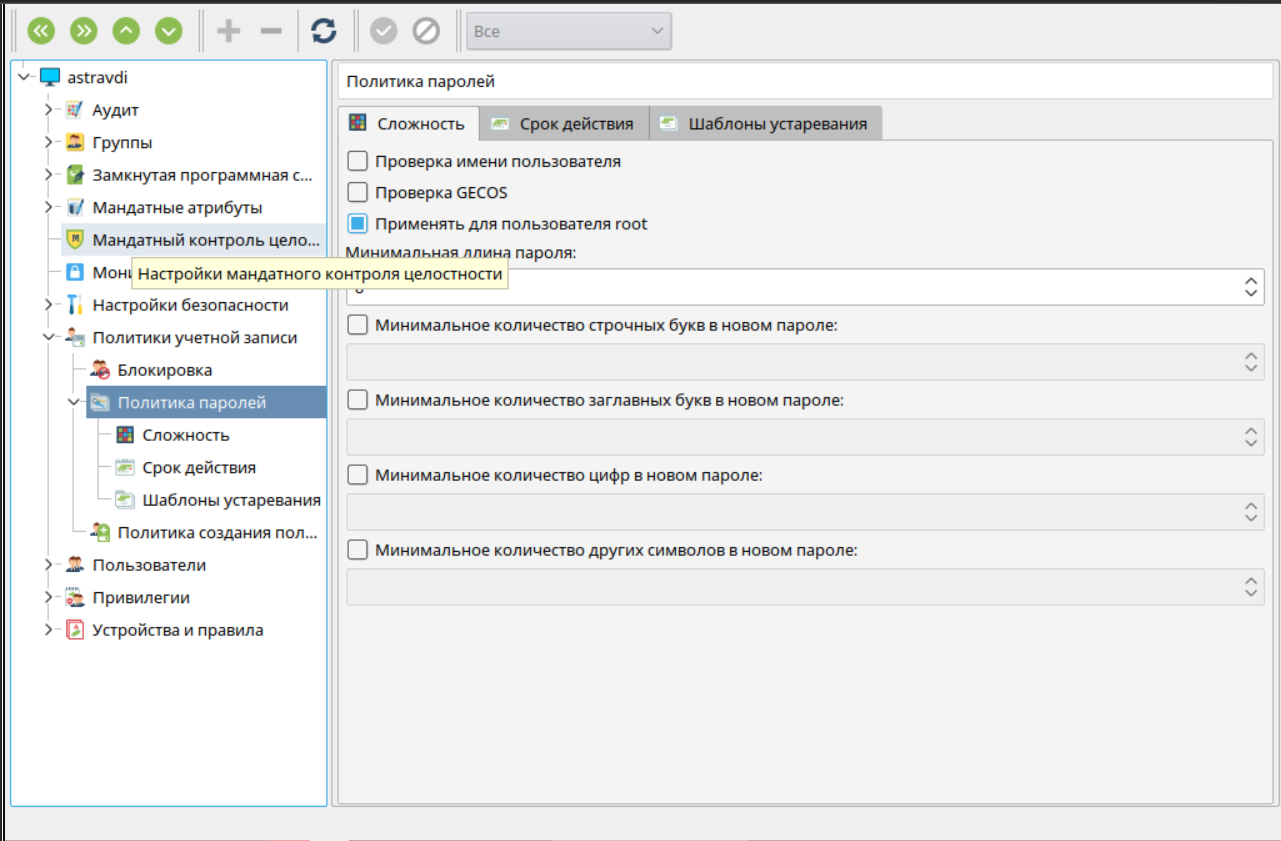 Все
astravdi
Аудит
Группы
Замкнутая программная с...
Мандатные атрибуты
Мандатный контроль цело...
Настройки мандатного контроля целостности
Настройки безопасности
Политики учетной записи
Блокировка
Политика паролей
Сложность
Срок действия
Шаблоны устаревания
Политика создания пол...
Пользователи
Привилегии
Устройства и правила
Политика паролей
Сложность
Срок действия
Шаблоны устаревания
Проверка имени пользователя
Проверка GECOS
Применять для пользователя root
Минимальная длина пароля:
Минимальное количество строчных букв в новом пароле:
Минимальное количество заглавных букв в новом пароле:
Минимальное количество цифр в новом пароле:
Минимальное количество других символов в новом пароле: